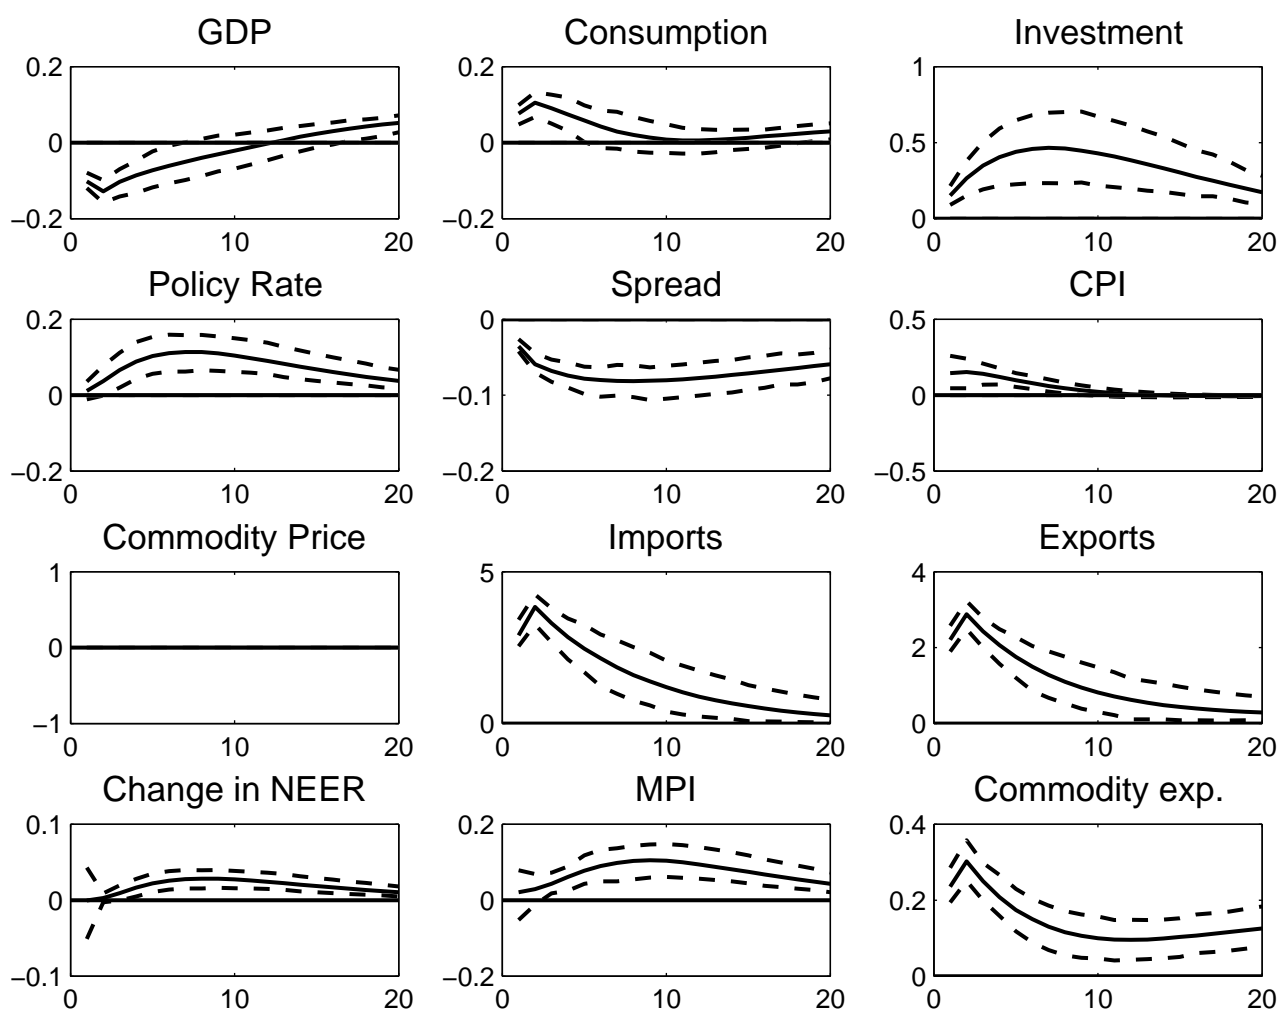 GDP Consumption Investment
0.2 0.2 1
0 0 0.5
−0.2 −0.2 0
0 10 20 0 10 20 0 10 20
Policy Rate Spread CPI
0.2 0 0.5
0 −0.1 0
−0.2 −0.2 −0.5
0 10 20 0 10 20 0 10 20
Commodity Price Imports Exports
1 5 4
0 2
−1 0 0
0 10 20 0 10 20 0 10 20
Change in NEER MPI Commodity exp.
0.1 0.2 0.4
0 0 0.2
−0.1 −0.2 0
0 10 20 0 10 20 0 10 20